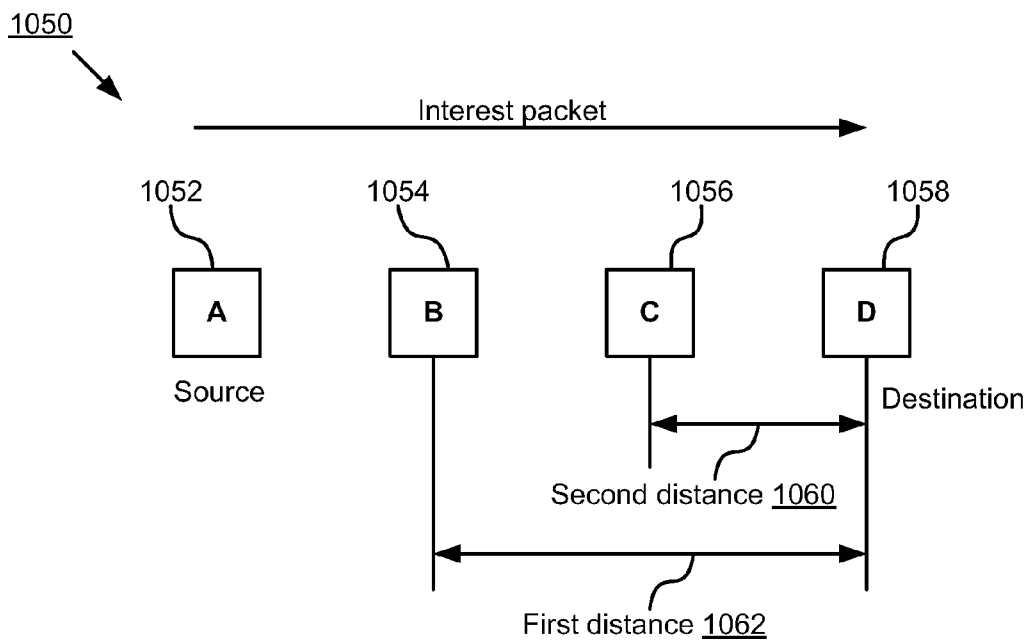 1050
Interest packet
1052 1054 1056 1058
A B C D
Source
Destination
Second distance 1060
First distance 1062